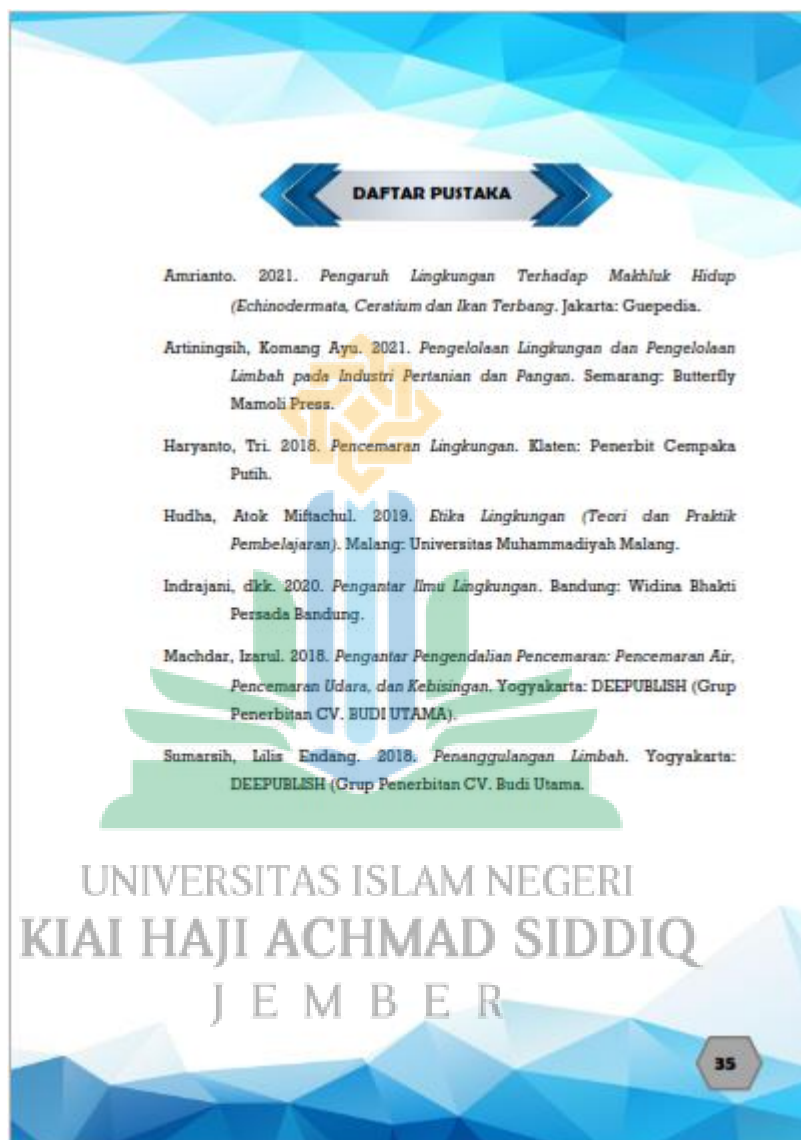 DAFTAR PUSTAKA
Amrianto. 2021. Pengaruh Lingkungan Terhadap Makhluk Hidup
(Echinodermata, Ceratium dan Ikan Terbang. Jakarta: Guepedia.
Artiningsih, Komang Ayu. 2021. Pengelolaan Lingkungan dan Pengelolaan
Limbah pada Industri Pertanian dan Pangan. Semarang: Butterfly
Mamoli Press.
Haryanto, Tri. 2018. Pencemaran Lingkungan. Klaten: Penerbit Cempaka
Putih.
Hudha, Atok Miftachul. 2019. Etika Lingkungan (Teori dan Praktik
Pembelajaran). Malang: Universitas Muhammadiyah Malang.
Indrajani, dkk. 2020. Pengantar Ilmu Lingkungan. Bandung: Widina Bhakti
Persada Bandung.
Machdar, Izarul. 2018. Pengantar Pengendalian Pencemaran: Pencemaran Air,
Pencemaran Udara, dan Kebisingan. Yogyakarta: DEEPUBLISH (Grup
Penerbitan CV. BUDI UTAMA).
Sumarsih, Lilis Endang. 2018. Penanggulangan Limbah. Yogyakarta:
DEEPUBLISH (Grup Penerbitan CV. Budi Utama.
UNIVERSITAS ISLAM NEGERI
KIAI HAJI ACHMAD SIDDIQ
J E M B E R
35